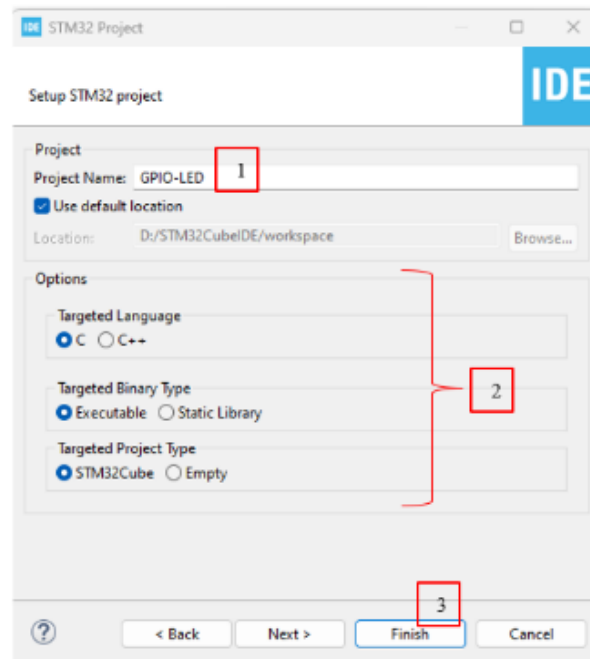 IDE STM32 Project
Setup STM32 project
IDE
Project
Project Name: GPIO-LED
1
Use default location
Location: D:/STM32CubeIDE/workspace Browse...
Options
Targeted Language
C C++
2
Targeted Binary Type
Executable Static Library
Targeted Project Type
STM32Cube Empty
3
? < Back Next > Finish Cancel